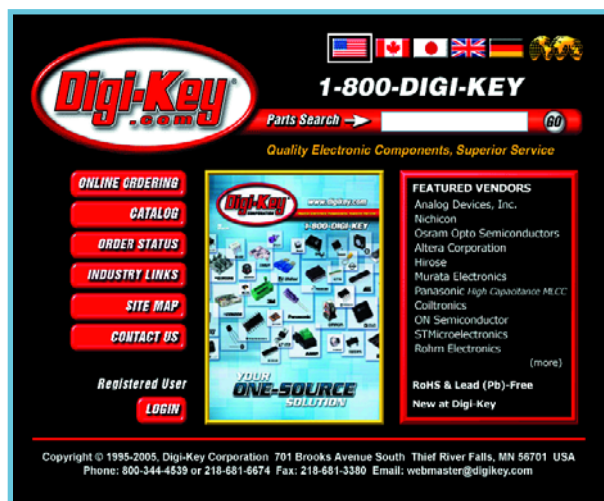 Digi-Key
.com
1-800-DIGI-KEY
Parts Search
GO
Quality Electronic Components, Superior Service
ONLINE ORDERING
CATALOG
ORDER STATUS
INDUSTRY LINKS
SITE MAP
CONTACT US
Registered User
LOGIN
Digi-Key
CORPORATION
www.digikey.com
1-800-DIGI-KEY
YOUR
ONE-SOURCE
SOLUTION
FEATURED VENDORS
Analog Devices, Inc.
Nichicon
Osram Opto Semiconductors
Altera Corporation
Hirose
Murata Electronics
Panasonic High Capacitance MLCC
Coiltronics
ON Semiconductor
STMicroelectronics
Rohm Electronics
(more)
RoHS & Lead (Pb)-Free
New at Digi-Key
Copyright © 1995-2005, Digi-Key Corporation 701 Brooks Avenue South Thief River Falls, MN 56701 USA
Phone: 800-344-4539 or 218-681-6674 Fax: 218-681-3380 Email: webmaster@digikey.com